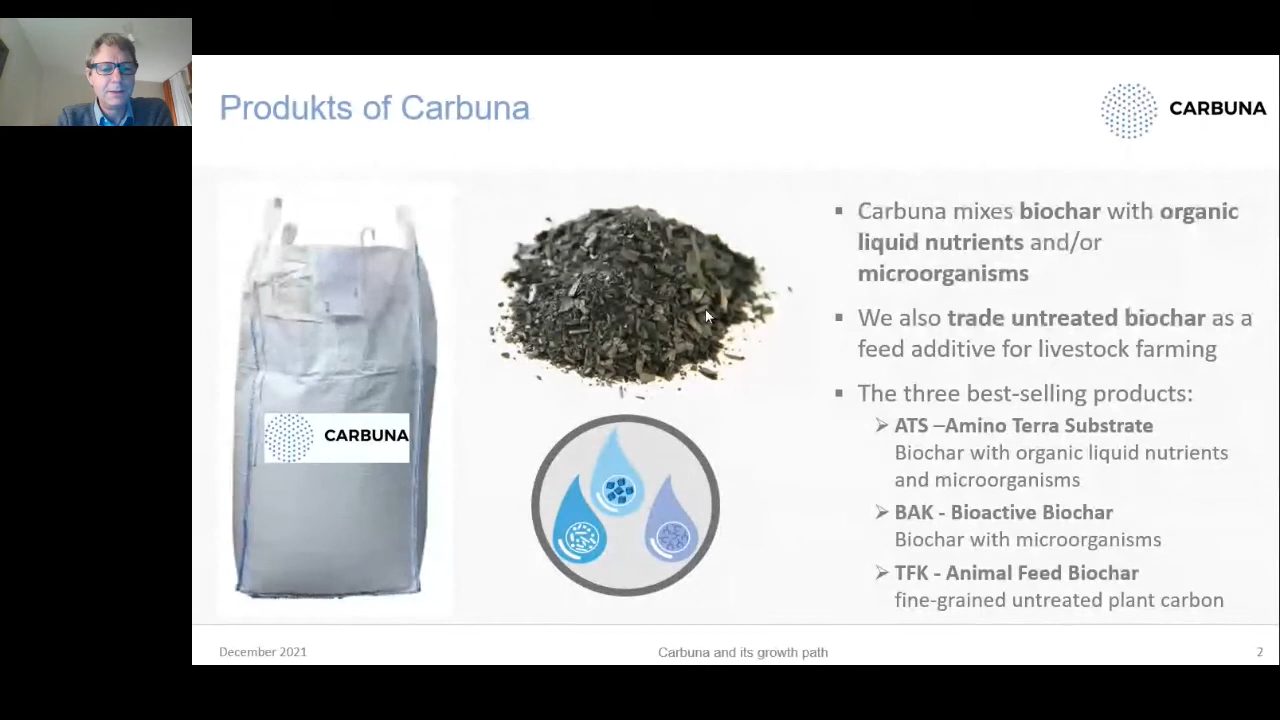 Produkts of Carbuna
CARBUNA
CARBUNA
▪ Carbuna mixes biochar with organic
liquid nutrients and/or
microorganisms
▪ We also trade untreated biochar as a
feed additive for livestock farming
▪ The three best-selling products:
➢ ATS –Amino Terra Substrate
Biochar with organic liquid nutrients
and microorganisms
➢ BAK - Bioactive Biochar
Biochar with microorganisms
➢ TFK - Animal Feed Biochar
fine-grained untreated plant carbon
December 2021
Carbuna and its growth path
2